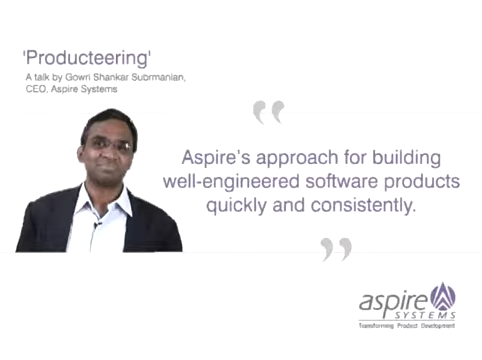 'Producteering'
A talk by Gowri Shankar Subrmanian,
CEO, Aspire Systems
“
Aspire's approach for building
well-engineered software products
quickly and consistently.
”
aspire
SYSTEMS
Transforming Product Development